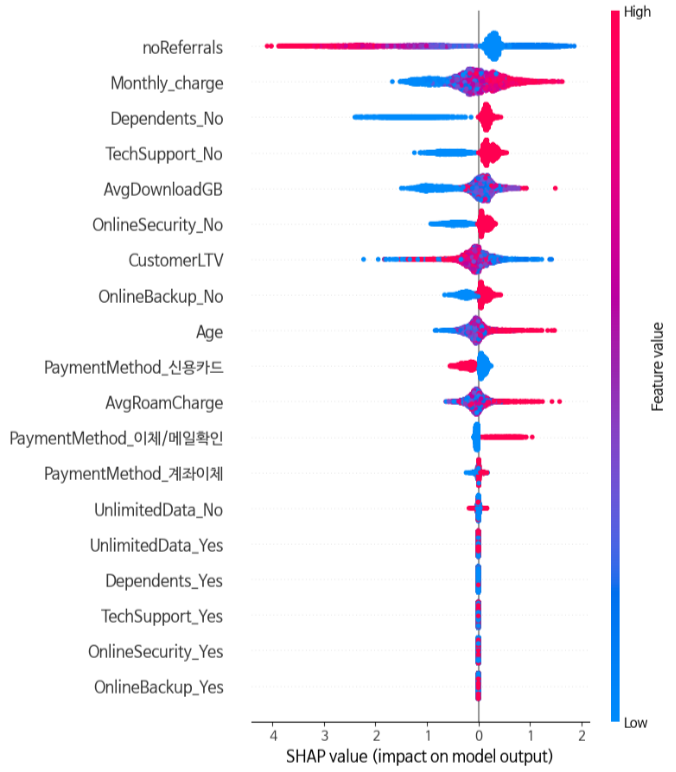 High
noReferrals
Monthly_charge
Dependents_No
TechSupport_No
AvgDownloadGB
OnlineSecurity_No
CustomerLTV
OnlineBackup_No
Age
PaymentMethod_신용카드
AvgRoamCharge
PaymentMethod_이체/메일확인
PaymentMethod_계좌이체
UnlimitedData_No
UnlimitedData_Yes
Dependents_Yes
TechSupport_Yes
OnlineSecurity_Yes
OnlineBackup_Yes
Feature value
Low
4 3 2 1 0 1 2
SHAP value (impact on model output)